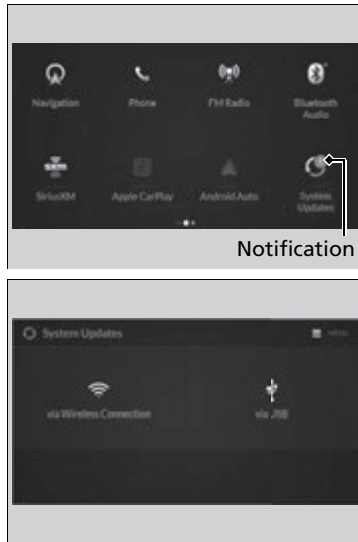 Navigation
Phone
FM Radio
Bluetooth
Audio
SiriusXM
Apple CarPlay
Android Auto
System
Updates
Notification
System Updates
MENU
via Wireless Connection
via USB